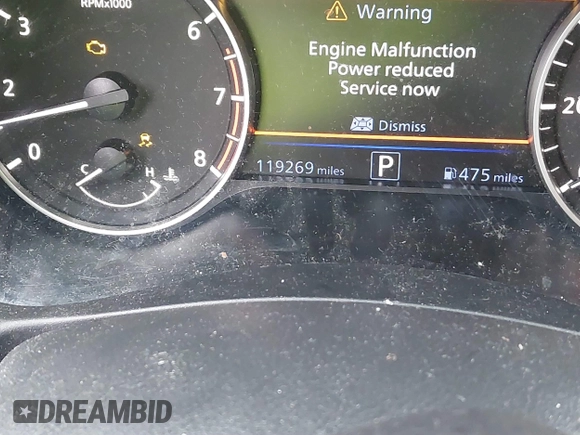 RPMx1000
3
6
2
7
0
8
C
H
Warning
Engine Malfunction
Power reduced
Service now
Dismiss
119269 miles
P
475 miles
20
DREAMBID